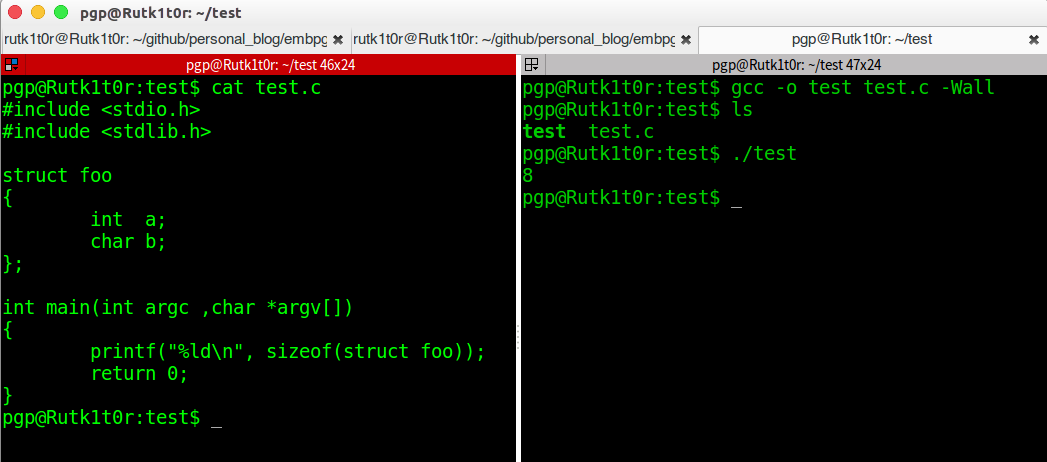 pgp@Rutk1t0r: ~/test
rutk1t0r@Rutk1t0r: ~/github/personal_blog/embpg
rutk1t0r@Rutk1t0r: ~/github/personal_blog/embpg
pgp@Rutk1t0r: ~/test
pgp@Rutk1t0r: ~/test 46x24
pgp@Rutk1t0r:test$ cat test.c
#include <stdio.h>
#include <stdlib.h>
struct foo
{
        int  a;
        char b;
};
int main(int argc ,char *argv[])
{
        printf("%ld\n", sizeof(struct foo));
        return 0;
}
pgp@Rutk1t0r:test$ _
pgp@Rutk1t0r: ~/test 47x24
pgp@Rutk1t0r:test$ gcc -o test test.c -Wall
pgp@Rutk1t0r:test$ ls
test  test.c
pgp@Rutk1t0r:test$ ./test
8
pgp@Rutk1t0r:test$ _